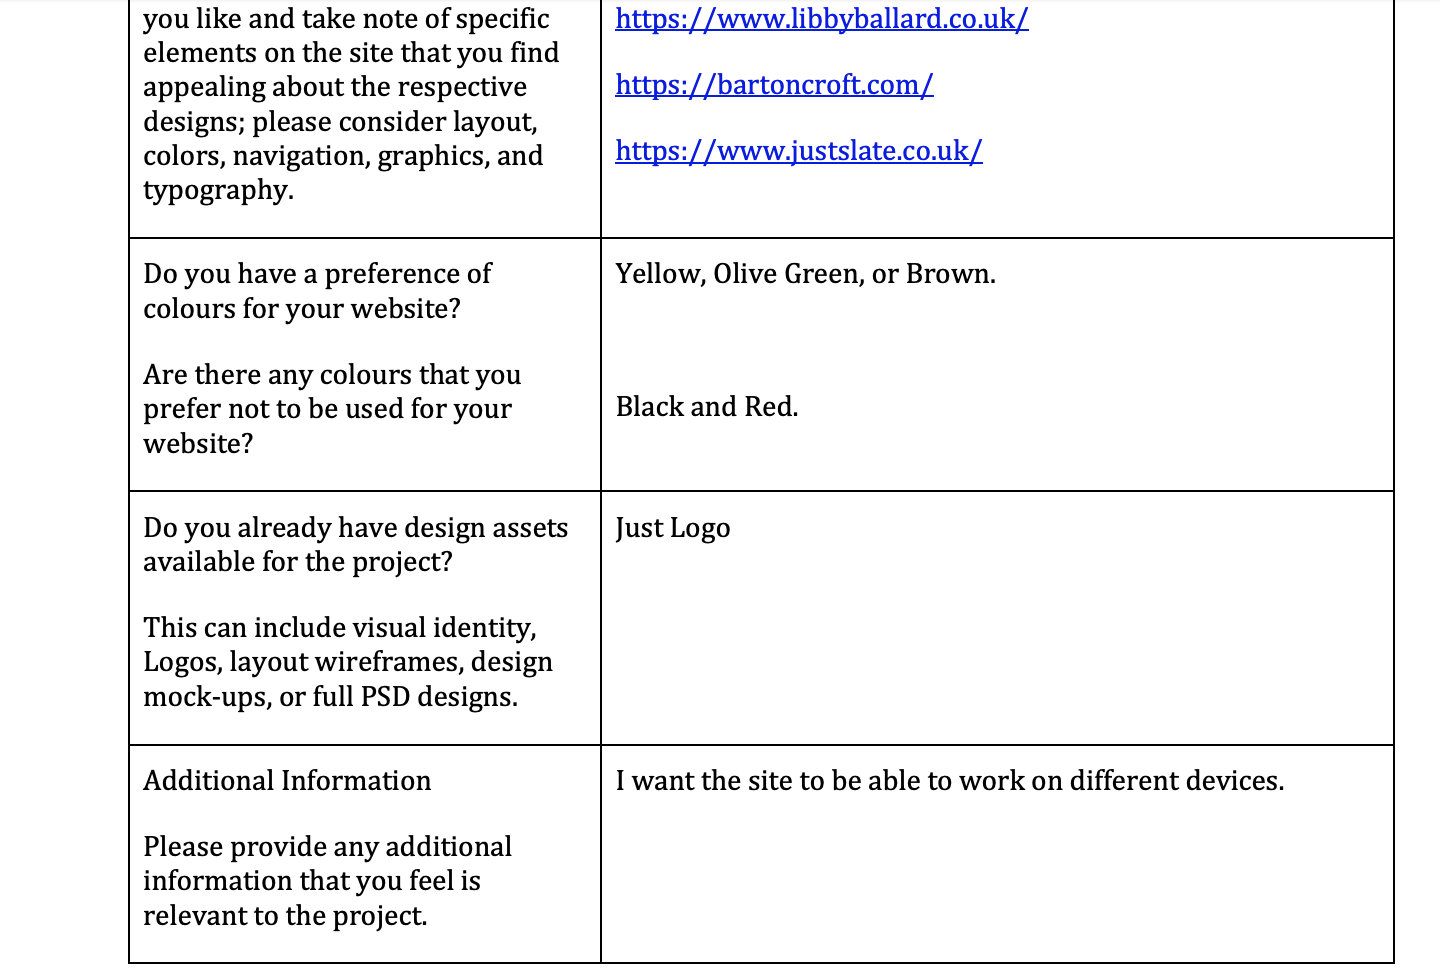 you like and take note of specific
elements on the site that you find
appealing about the respective
designs; please consider layout,
colors, navigation, graphics, and
typography.
https://www.libbyballard.co.uk/
https://bartoncroft.com/
https://www.justslate.co.uk/
Do you have a preference of
colours for your website?
Yellow, Olive Green, or Brown.
Are there any colours that you
prefer not to be used for your
website?
Black and Red.
Do you already have design assets
available for the project?
Just Logo
This can include visual identity,
Logos, layout wireframes, design
mock-ups, or full PSD designs.
Additional Information
I want the site to be able to work on different devices.
Please provide any additional
information that you feel is
relevant to the project.